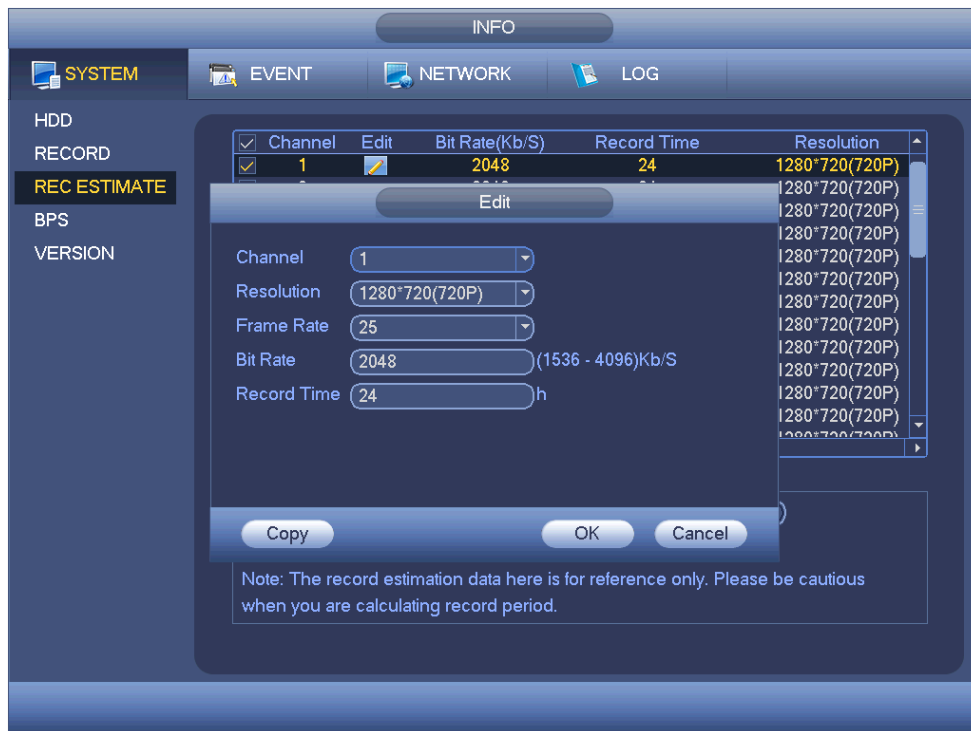 INFO
SYSTEM EVENT NETWORK LOG
HDD
RECORD
REC ESTIMATE
BPS
VERSION
Channel Edit Bit Rate(Kb/S) Record Time Resolution
1 2048 24 1280*720(720P)
1280*720(720P)
1280*720(720P)
1280*720(720P)
1280*720(720P)
1280*720(720P)
1280*720(720P)
1280*720(720P)
1280*720(720P)
1280*720(720P)
1280*720(720P)
1280*720(720P)
1280*720(720P)
Edit
Channel 1
Resolution 1280*720(720P)
Frame Rate 25
Bit Rate 2048 (1536 - 4096)Kb/S
Record Time 24 h
Copy OK Cancel
Note: The record estimation data here is for reference only. Please be cautious
when you are calculating record period.